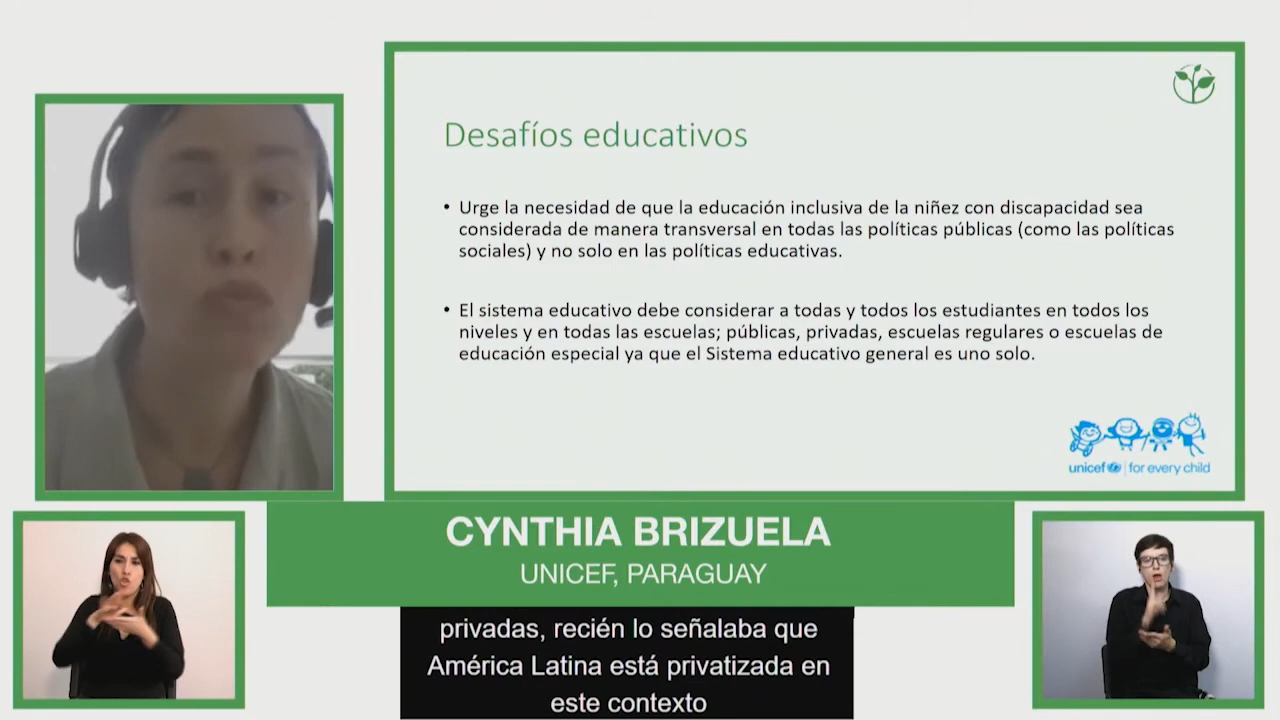 Desafíos educativos
• Urge la necesidad de que la educación inclusiva de la niñez con discapacidad sea
considerada de manera transversal en todas las políticas públicas (como las políticas
sociales) y no solo en las políticas educativas.
• El sistema educativo debe considerar a todas y todos los estudiantes en todos los
niveles y en todas las escuelas; públicas, privadas, escuelas regulares o escuelas de
educación especial ya que el Sistema educativo general es uno solo.
unicef | for every child
CYNTHIA BRIZUELA
UNICEF, PARAGUAY
privadas, recién lo señalaba que
América Latina está privatizada en
este contexto